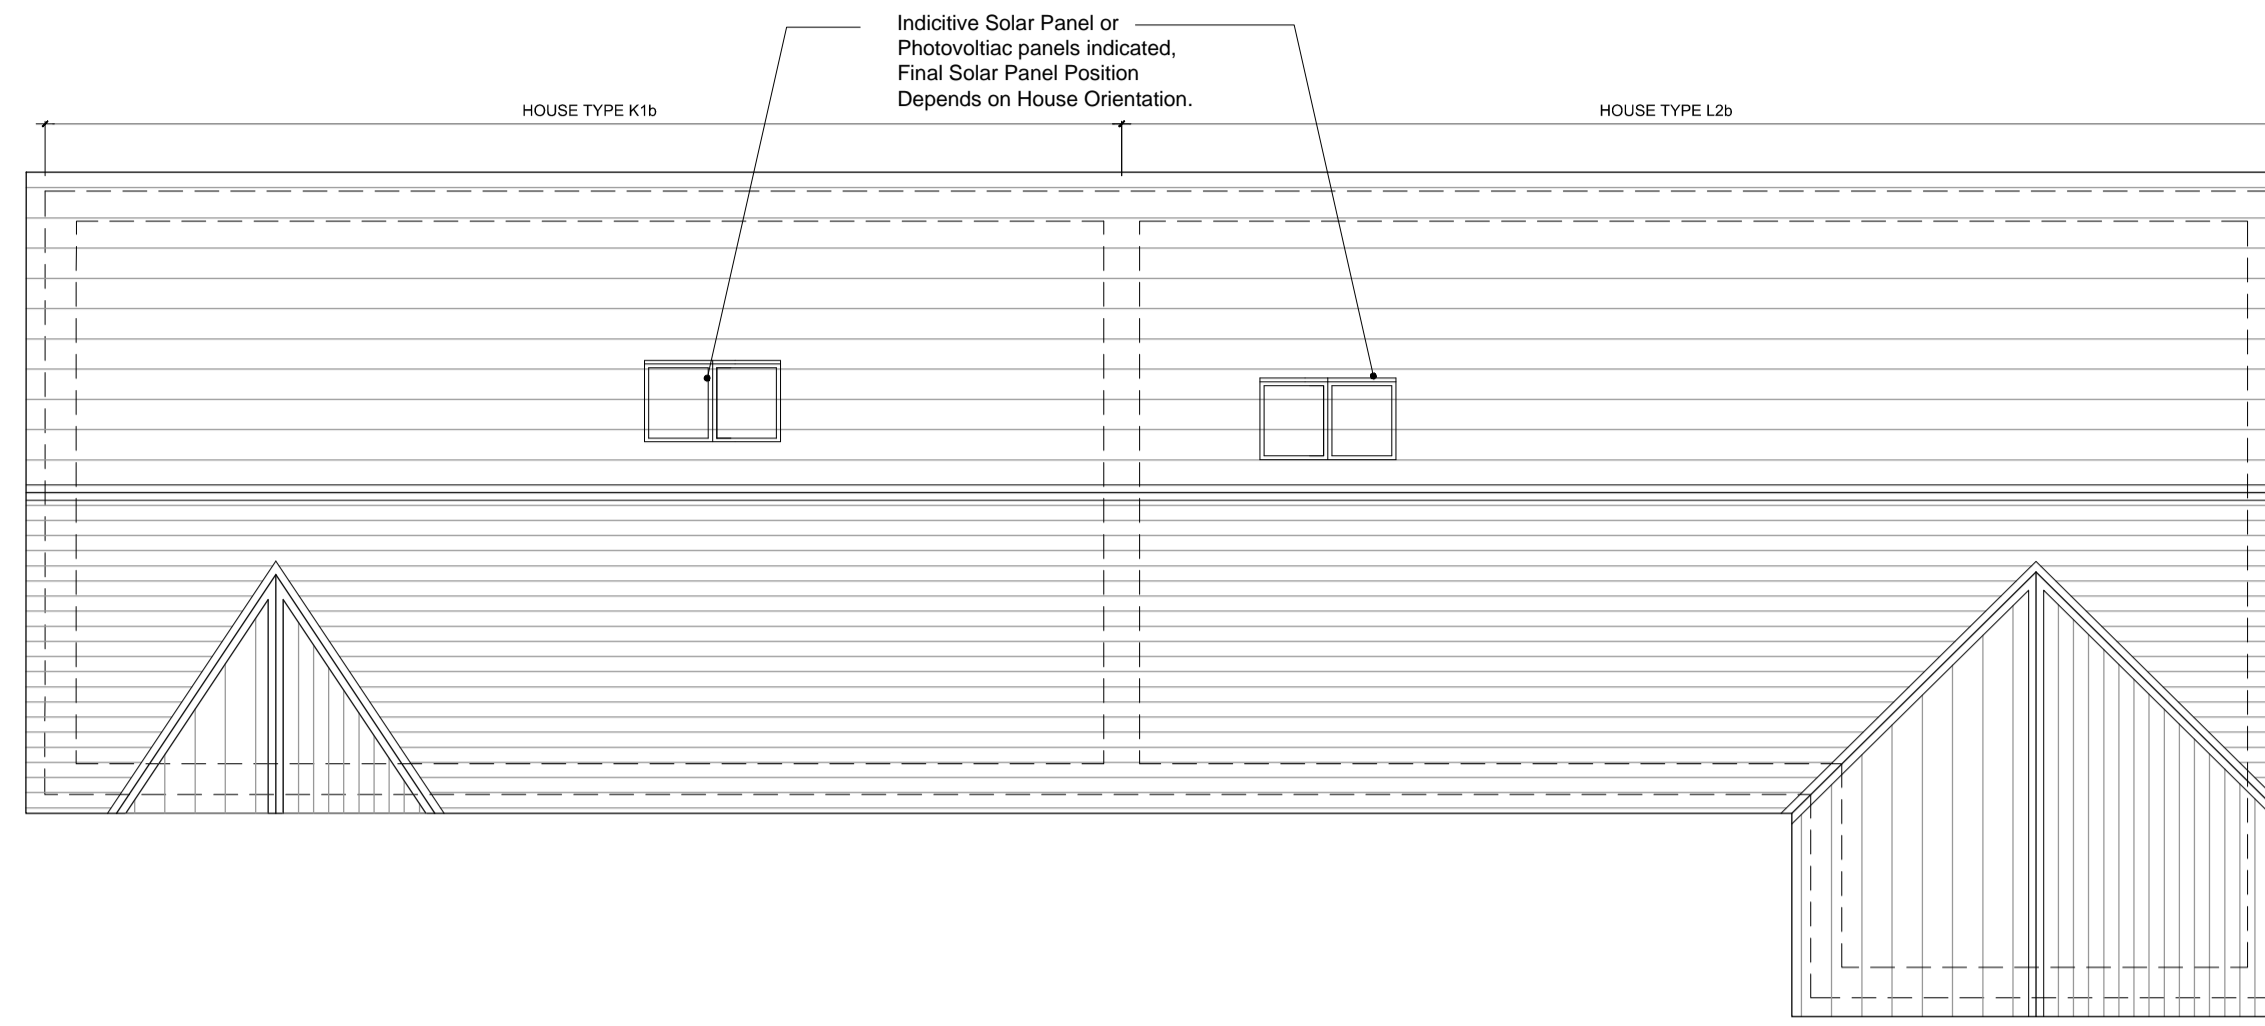 Indicitive Solar Panel or
Photovoltiac panels indicated,
Final Solar Panel Position
Depends on House Orientation.
HOUSE TYPE K1b
HOUSE TYPE L2b